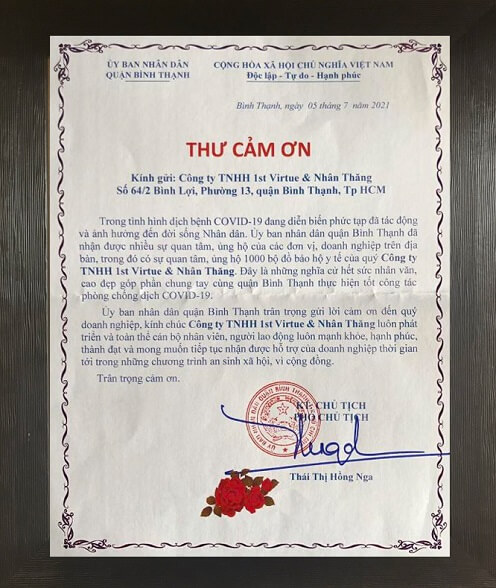 ỦY BAN NHÂN DÂN
QUẬN BÌNH THẠNH
CỘNG HÒA XÃ HỘI CHỦ NGHĨA VIỆT NAM
Độc lập - Tự do - Hạnh phúc
Bình Thạnh, ngày 05 tháng 7 năm 2021
THƯ CẢM ƠN
Kính gửi: Công ty TNHH 1st Virtue & Nhân Thăng
Số 64/2 Bình Lợi, Phường 13, quận Bình Thạnh, Tp HCM
Trong tình hình dịch bệnh COVID-19 đang diễn biến phức tạp đã tác động
và ảnh hưởng đến đời sống Nhân dân. Ủy ban nhân dân quận Bình Thạnh đã
nhận được nhiều sự quan tâm, ủng hộ của các đơn vị, doanh nghiệp trên địa
bàn, trong đó có sự quan tâm, ủng hộ 1000 bộ đồ bảo hộ y tế của quý Công ty
TNHH 1st Virtue & Nhân Thăng. Đây là những nghĩa cử hết sức nhân văn,
cao đẹp góp phần chung tay cùng quận Bình Thạnh thực hiện tốt công tác
phòng chống dịch COVID-19.
Ủy ban nhân dân quận Bình Thạnh trân trọng gửi lời cảm ơn đến quý
doanh nghiệp, kính chúc Công ty TNHH 1st Virtue & Nhân Thăng luôn phát
triển và toàn thể cán bộ nhân viên, người lao động luôn mạnh khỏe, hạnh phúc,
thành đạt và mong muốn tiếp tục nhận được hỗ trợ của doanh nghiệp thời gian
tới trong những chương trình an sinh xã hội, vì cộng đồng.
Trân trọng cảm ơn.
KT. CHỦ TỊCH
PHÓ CHỦ TỊCH
Thái Thị Hồng Nga